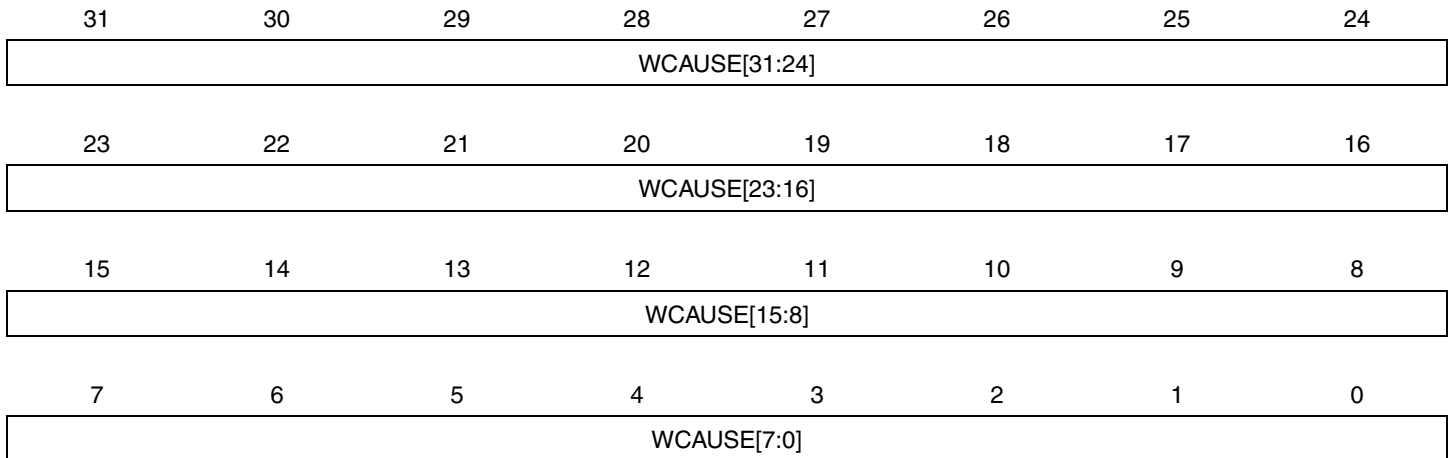 31 30 29 28 27 26 25 24
WCAUSE[31:24]
23 22 21 20 19 18 17 16
WCAUSE[23:16]
15 14 13 12 11 10 9 8
WCAUSE[15:8]
7 6 5 4 3 2 1 0
WCAUSE[7:0]